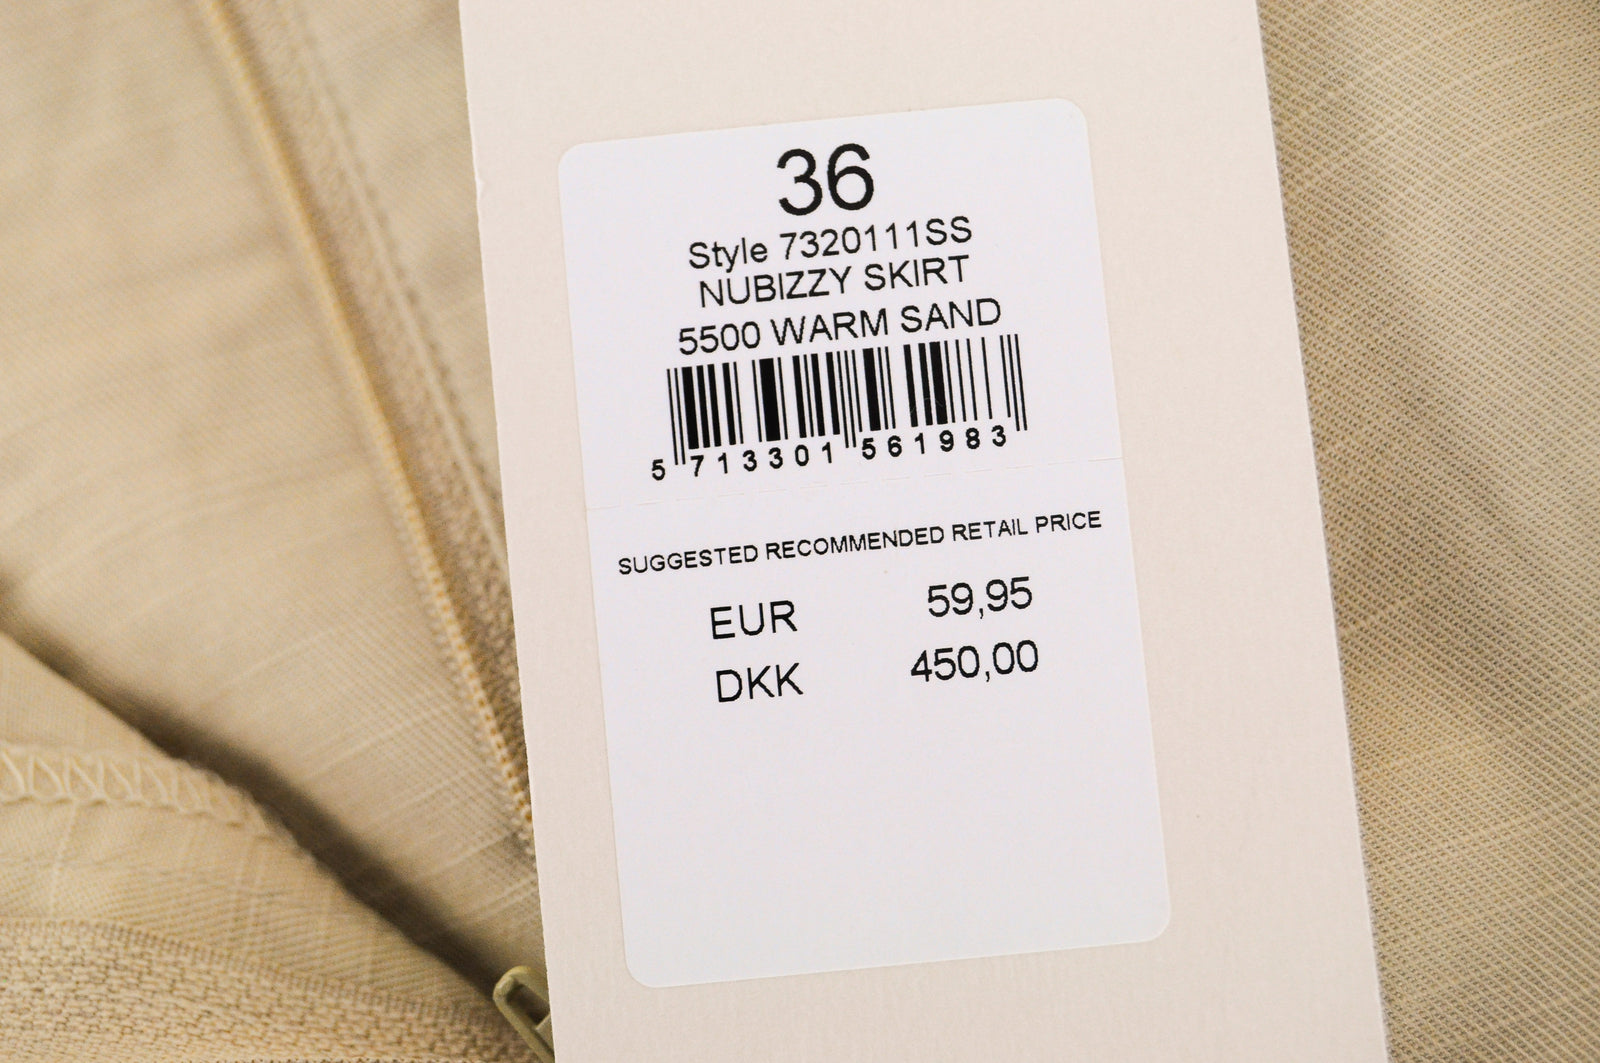 36
Style 7320111SS
NUBIZZY SKIRT
5500 WARM SAND
5 713301 561983
SUGGESTED RECOMMENDED RETAIL PRICE
EUR 59,95
DKK 450,00